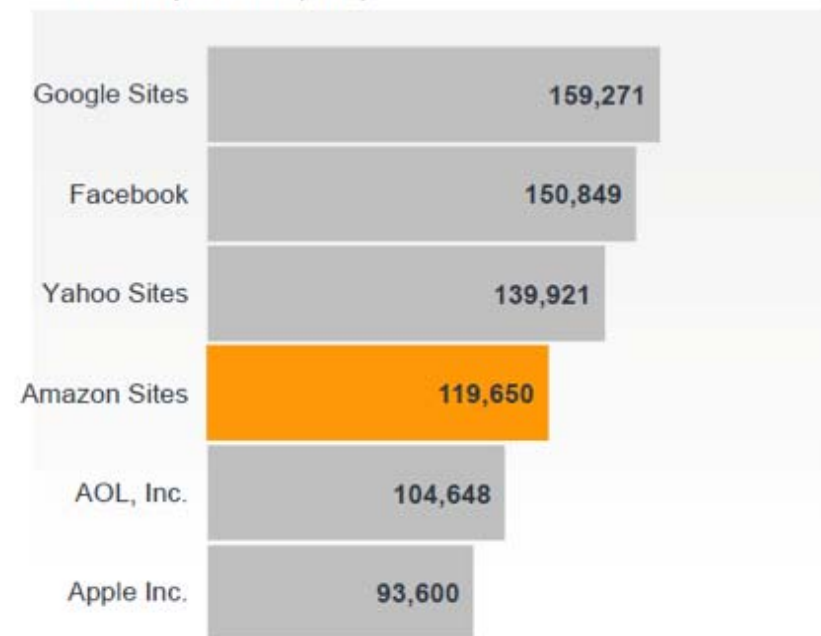 Google Sites 159,271
Facebook 150,849
Yahoo Sites 139,921
Amazon Sites 119,650
AOL, Inc. 104,648
Apple Inc. 93,600